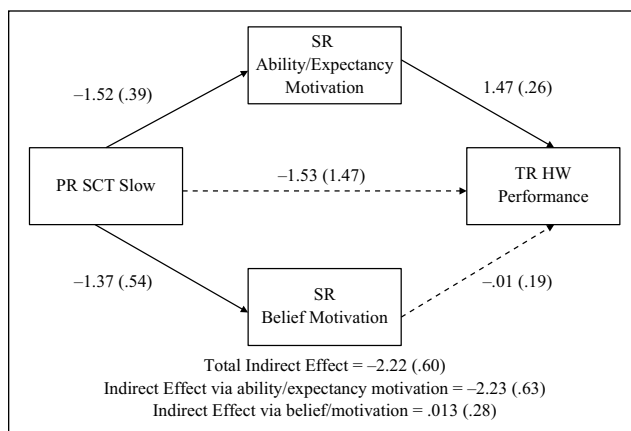 SR
Ability/Expectancy
Motivation
–1.52 (.39)
1.47 (.26)
PR SCT Slow
–1.53 (1.47)
TR HW
Performance
–1.37 (.54)
SR
Belief Motivation
–.01 (.19)
Total Indirect Effect = –2.22 (.60)
Indirect Effect via ability/expectancy motivation = –2.23 (.63)
Indirect Effect via belief/motivation = .013 (.28)